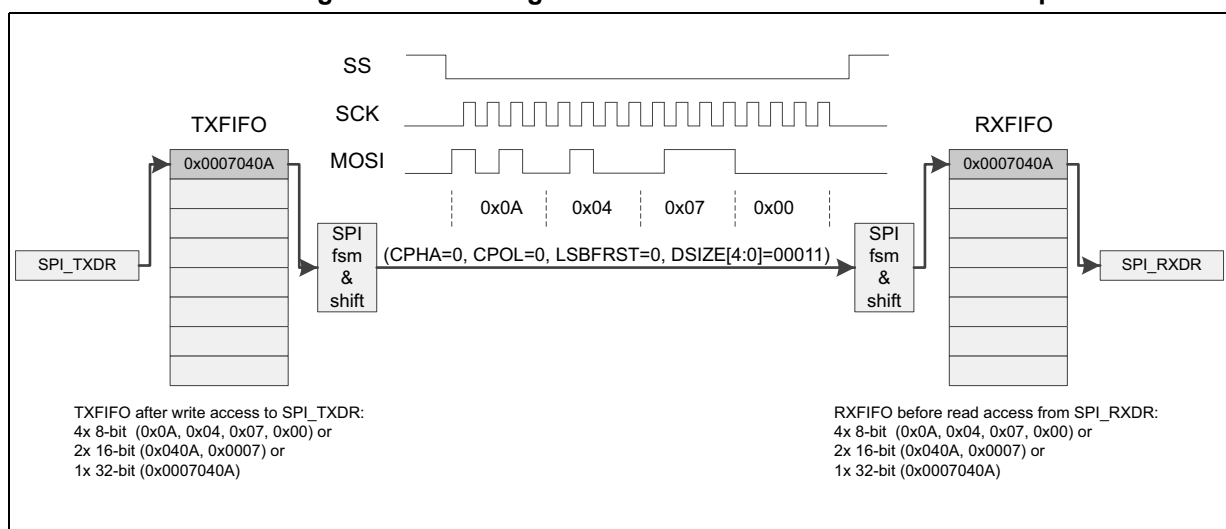 SS
SCK
MOSI
TXFIFO
0x0007040A
SPI_TXDR
SPI
fsm
&
shift
0x0A 0x04 0x07 0x00
(CPHA=0, CPOL=0, LSBFRST=0, DSIZE[4:0]=00011)
SPI
fsm
&
shift
RXFIFO
0x0007040A
SPI_RXDR
TXFIFO after write access to SPI_TXDR:
4x 8-bit (0x0A, 0x04, 0x07, 0x00) or
2x 16-bit (0x040A, 0x0007) or
1x 32-bit (0x0007040A)
RXFIFO before read access from SPI_RXDR:
4x 8-bit (0x0A, 0x04, 0x07, 0x00) or
2x 16-bit (0x040A, 0x0007) or
1x 32-bit (0x0007040A)